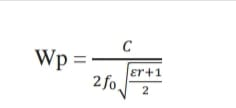 Wp = C / (2f₀ √((εr+1)/2))